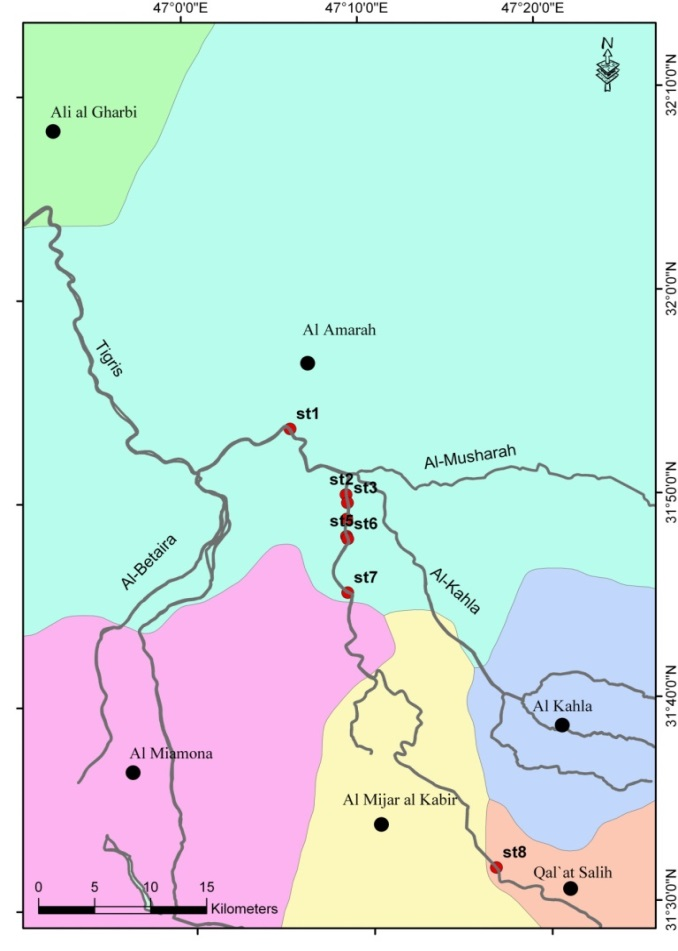 47°0'0"E
47°10'0"E
47°20'0"E
N
32°10'0"N
Ali al Gharbi
32°0'0"N
Al Amarah
Tigris
st1
Al-Musharah
st2
st3
31°50'0"N
st5
st6
Al-Betaira
st7
Al-Kahla
31°40'0"N
Al Kahla
Al Miamona
Al Mijar al Kabir
st8
Qal`at Salih
0 5 10 15
Kilometers
31°30'0"N